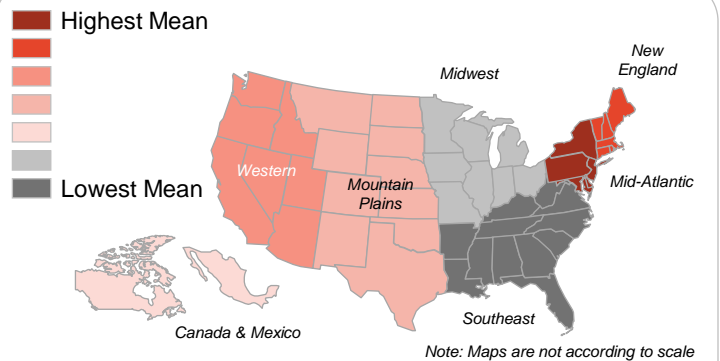 Highest Mean
Lowest Mean
New
England
Midwest
Western
Mountain
Plains
Mid-Atlantic
Southeast
Canada & Mexico
Note: Maps are not according to scale